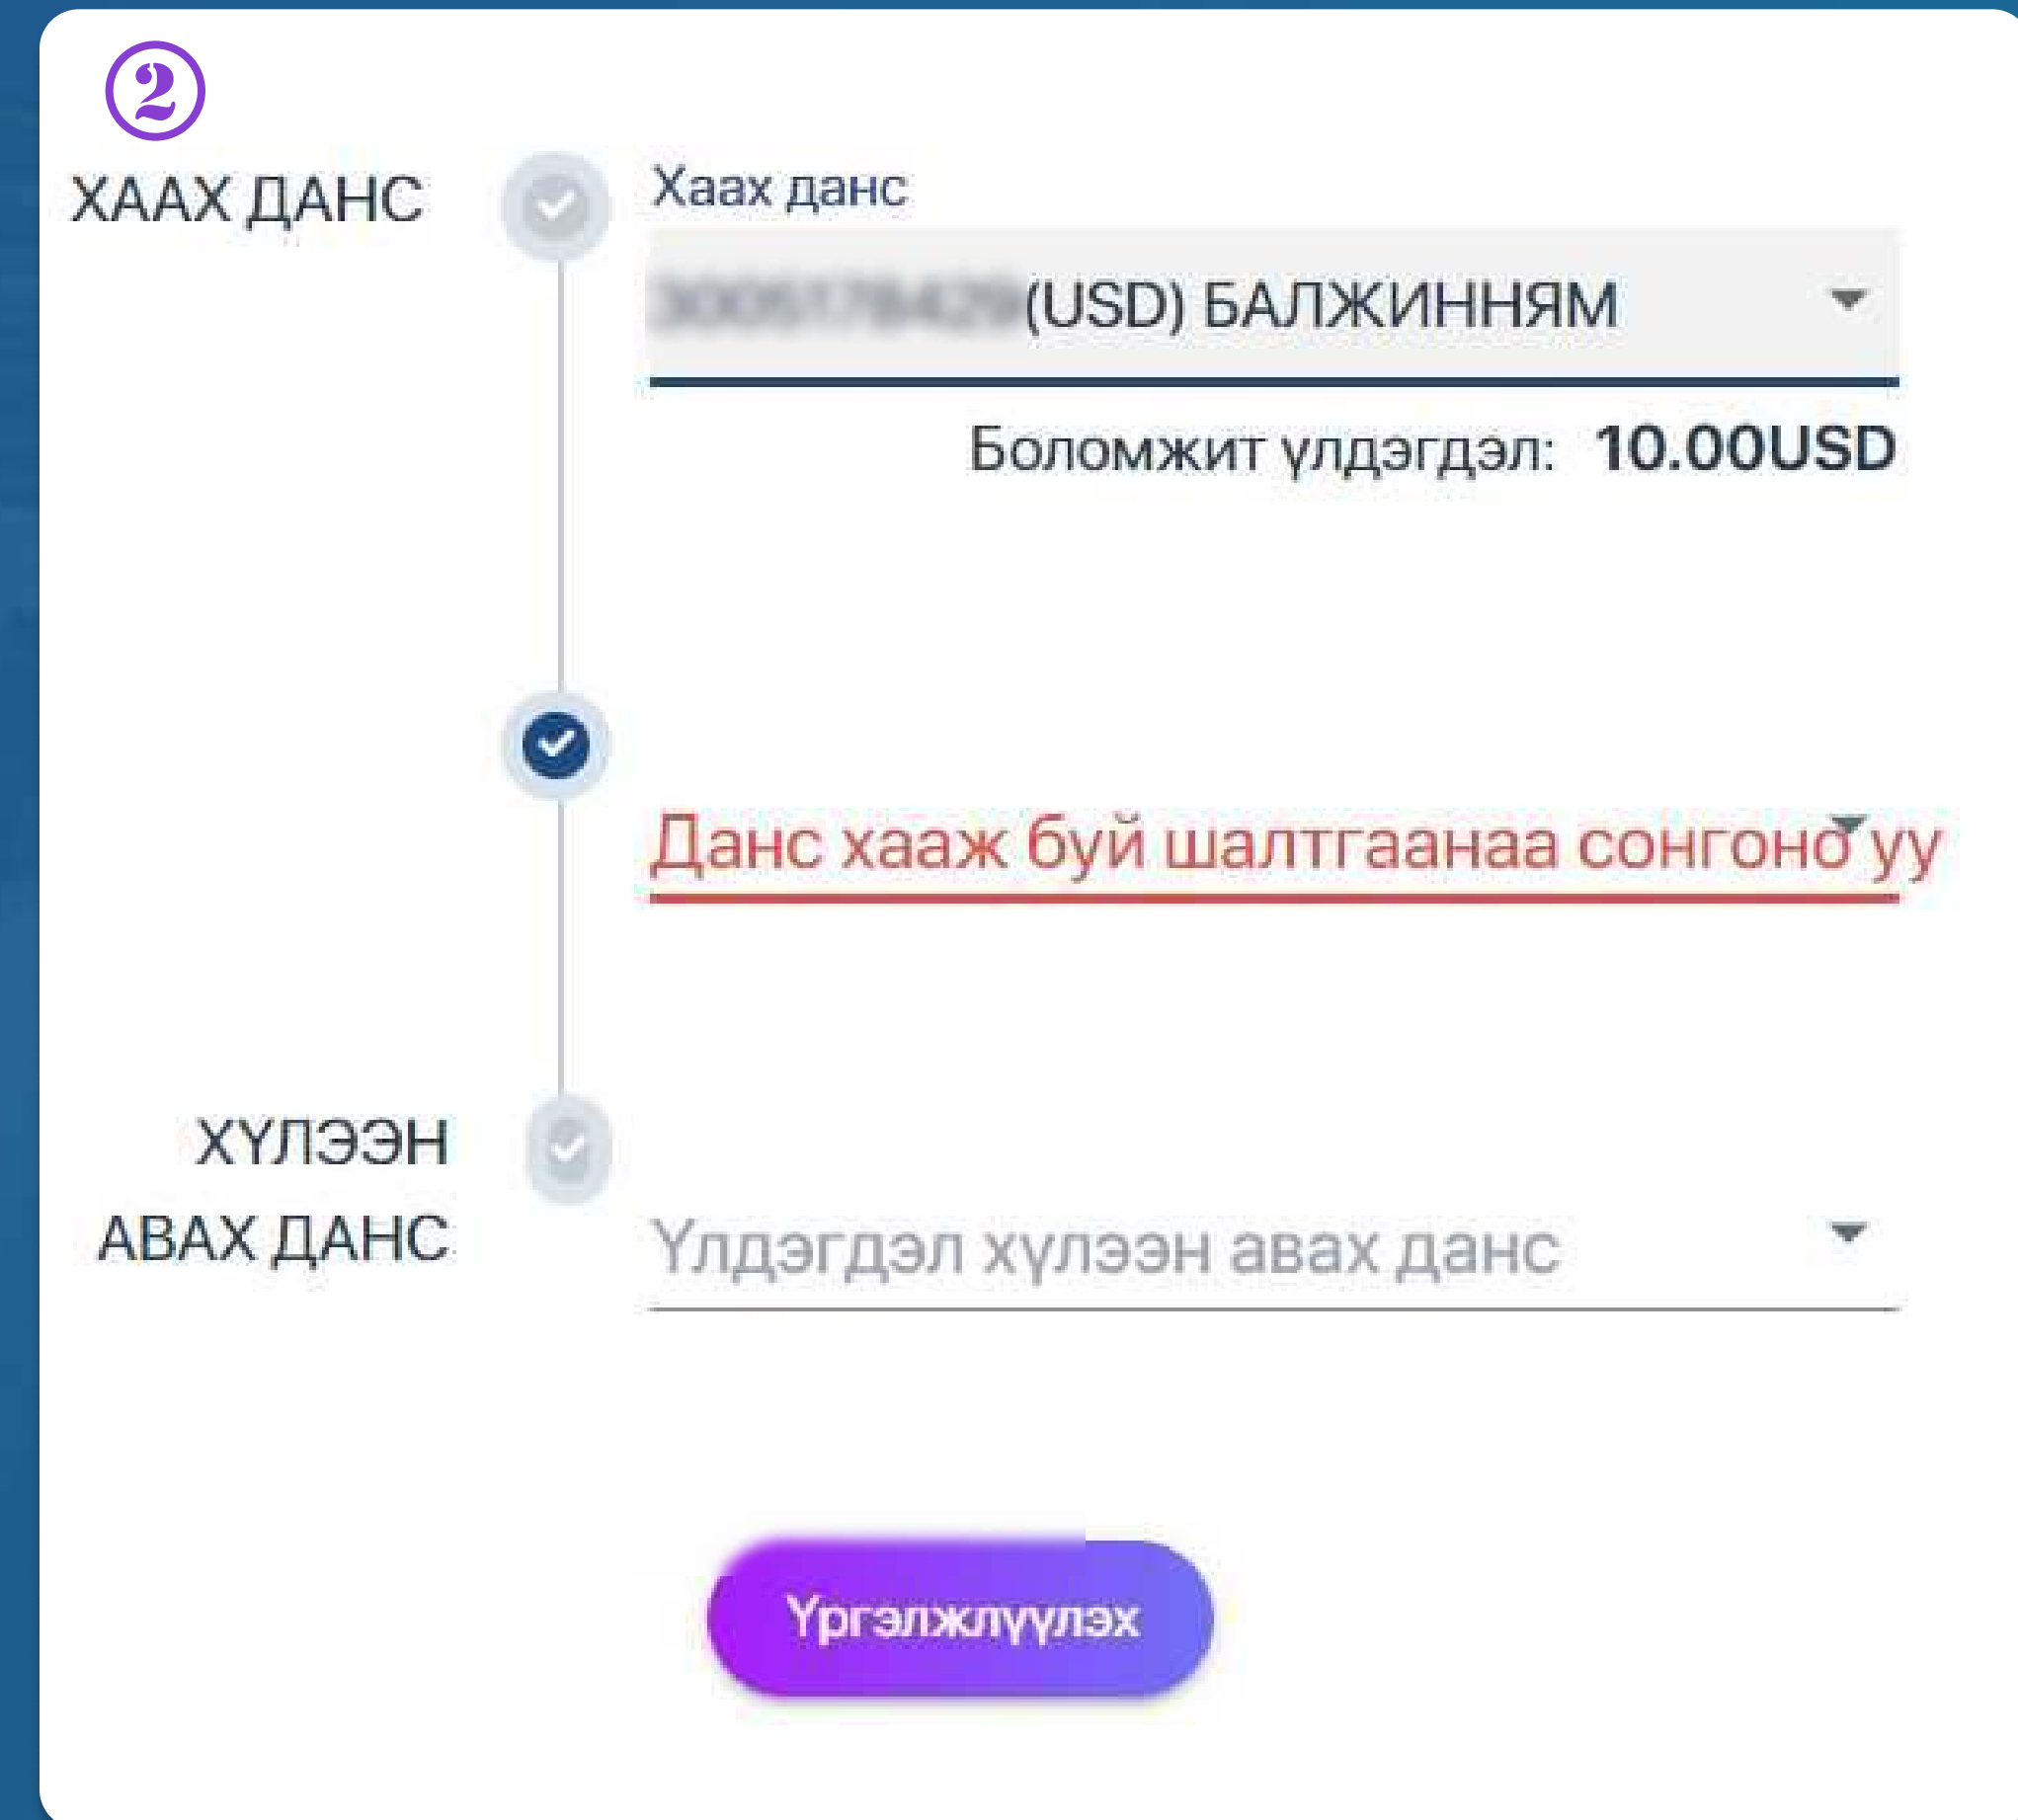 2
ХААХ ДАНС
Хаах данс
(USD) БАЛЖИННЯМ
Боломжит үлдэгдэл: 10.00USD
Данс хааж буй шалтгаанаа сонгоно уу
ХҮЛЭЭН
АВАХ ДАНС
Үлдэгдэл хүлээн авах данс
Үргэлжлүүлэх